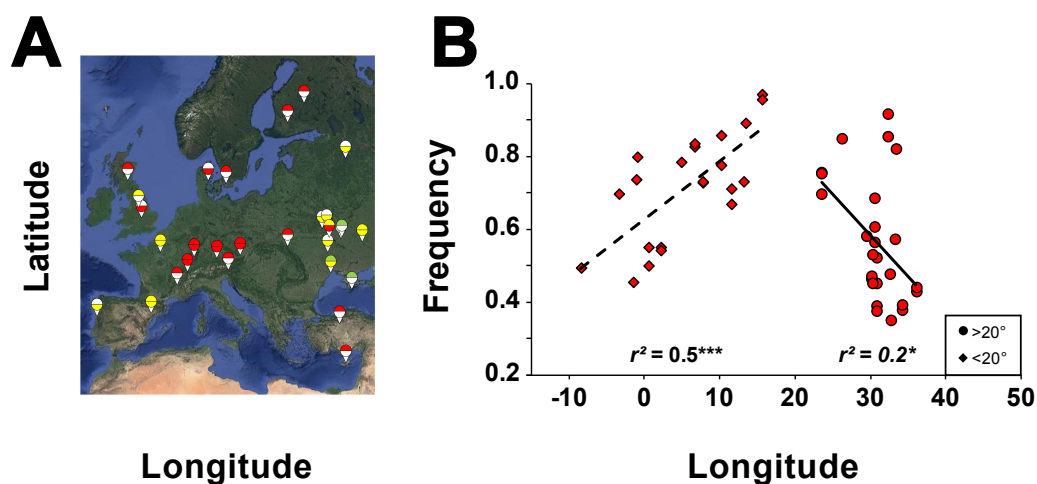 A
B
Latitude
Longitude
Frequency
1.0
0.8
0.6
0.4
0.2
r² = 0.5***
r² = 0.2*
>20°
<20°
-10 0 10 20 30 40 50
Longitude